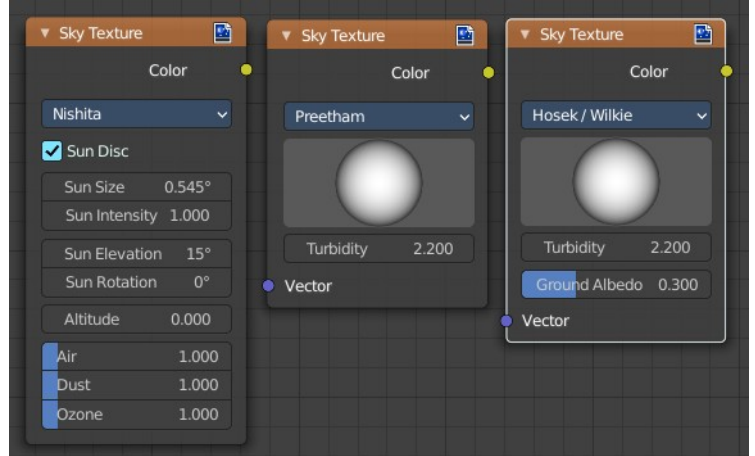 Sky Texture
Color
Nishita
Sun Disc
Sun Size 0.545°
Sun Intensity 1.000
Sun Elevation 15°
Sun Rotation 0°
Altitude 0.000
Air 1.000
Dust 1.000
Ozone 1.000
Sky Texture
Color
Preetham
Turbidity 2.200
Vector
Sky Texture
Color
Hosek / Wilkie
Turbidity 2.200
Ground Albedo 0.300
Vector